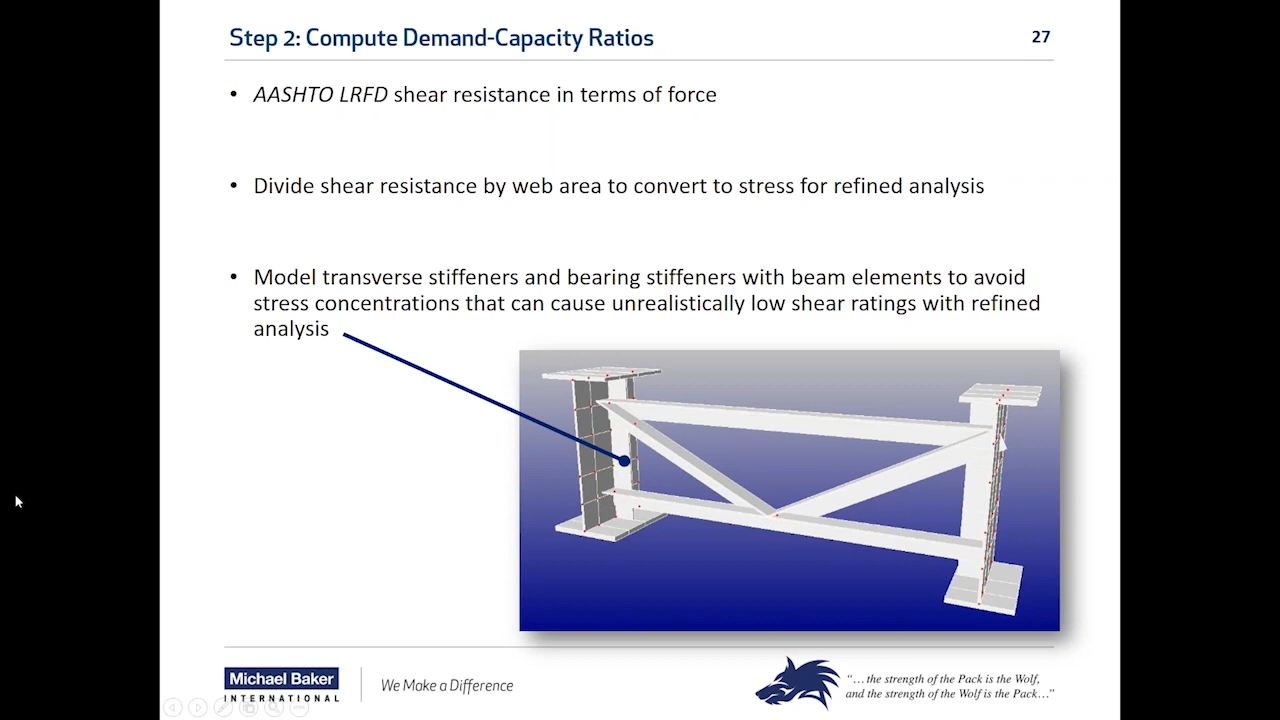 Step 2: Compute Demand-Capacity Ratios
27
• AASHTO LRFD shear resistance in terms of force
• Divide shear resistance by web area to convert to stress for refined analysis
• Model transverse stiffeners and bearing stiffeners with beam elements to avoid
stress concentrations that can cause unrealistically low shear ratings with refined
analysis
Michael Baker
INTERNATIONAL
We Make a Difference
“…the strength of the Pack is the Wolf,
and the strength of the Wolf is the Pack…”